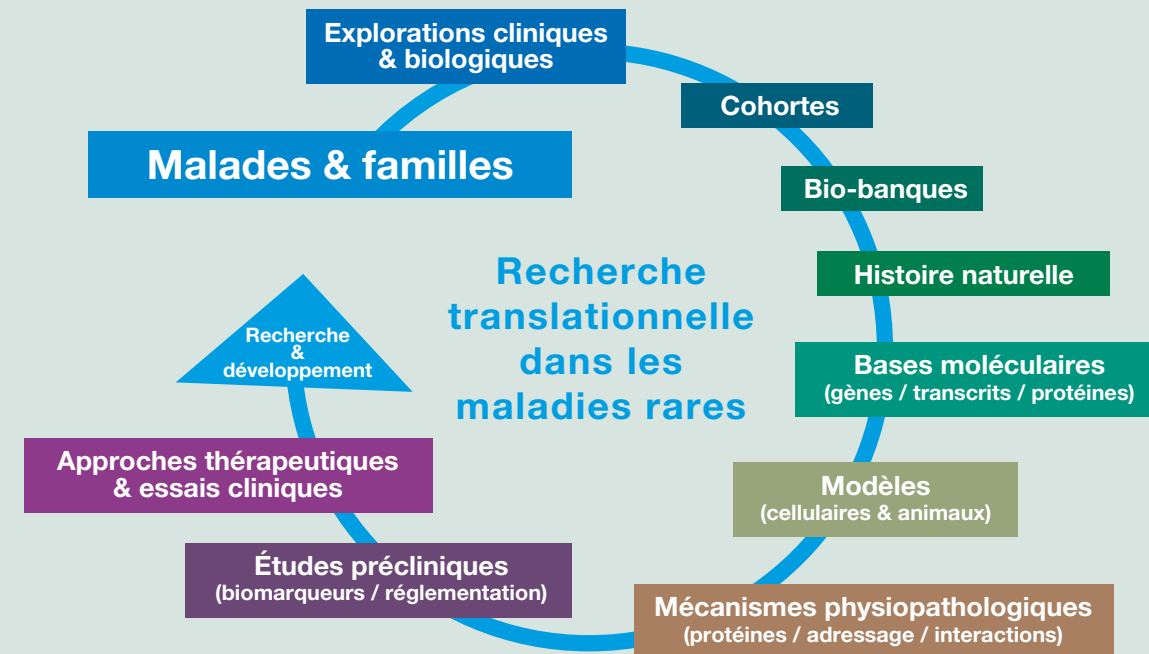 Explorations cliniques
& biologiques
Cohortes
Malades & familles
Bio-banques
Histoire naturelle
Recherche
translationnelle
dans les
maladies rares
Recherche
&
développement
Bases moléculaires
(gènes / transcrits / protéines)
Approches thérapeutiques
& essais cliniques
Modèles
(cellulaires & animaux)
Études précliniques
(biomarqueurs / réglementation)
Mécanismes physiopathologiques
(protéines / adressage / interactions)